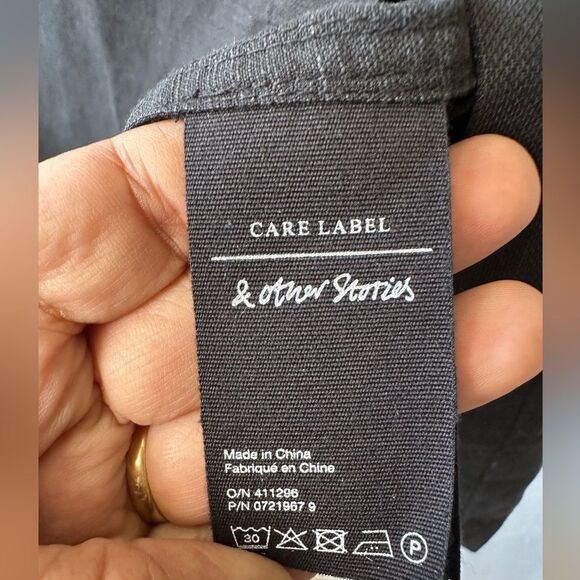 CARE LABEL
& other Stories
Made in China
Fabriqué en Chine
O/N 411296
P/N 0721967 9
30 P